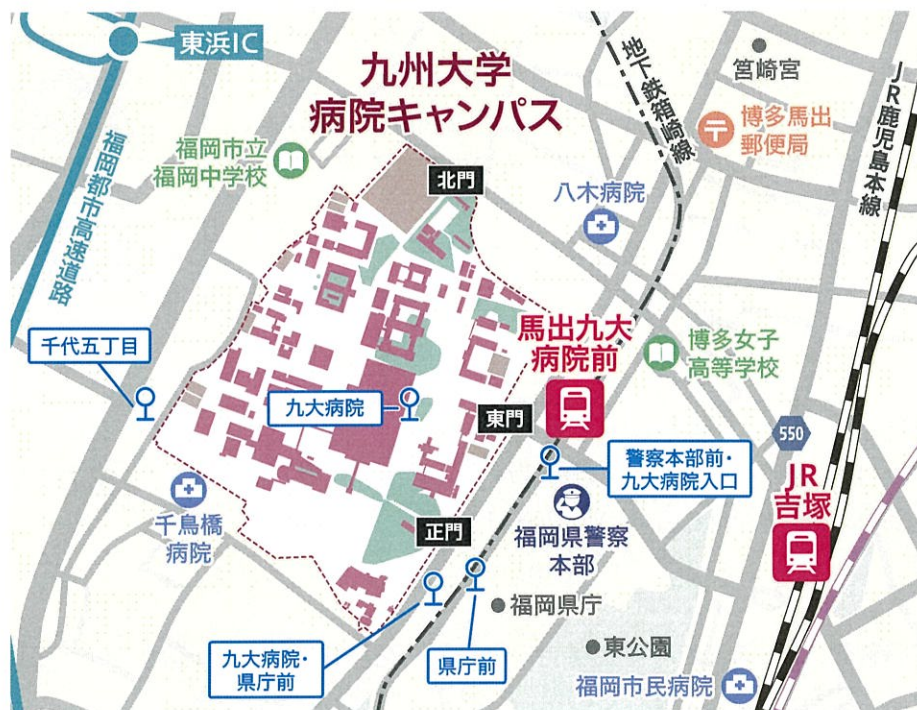 東浜IC
九州大学
病院キャンパス
地下鉄箱崎線
筥崎宮
JR鹿児島本線
博多馬出
郵便局
福岡市立
福岡中学校
北門
八木病院
福岡都市高速道路
馬出九大
病院前
博多女子
高等学校
千代五丁目
九大病院
東門
550
警察本部前・
九大病院入口
JR
吉塚
千鳥橋
病院
正門
福岡県警察
本部
福岡県庁
九大病院・
県庁前
県庁前
東公園
福岡市民病院